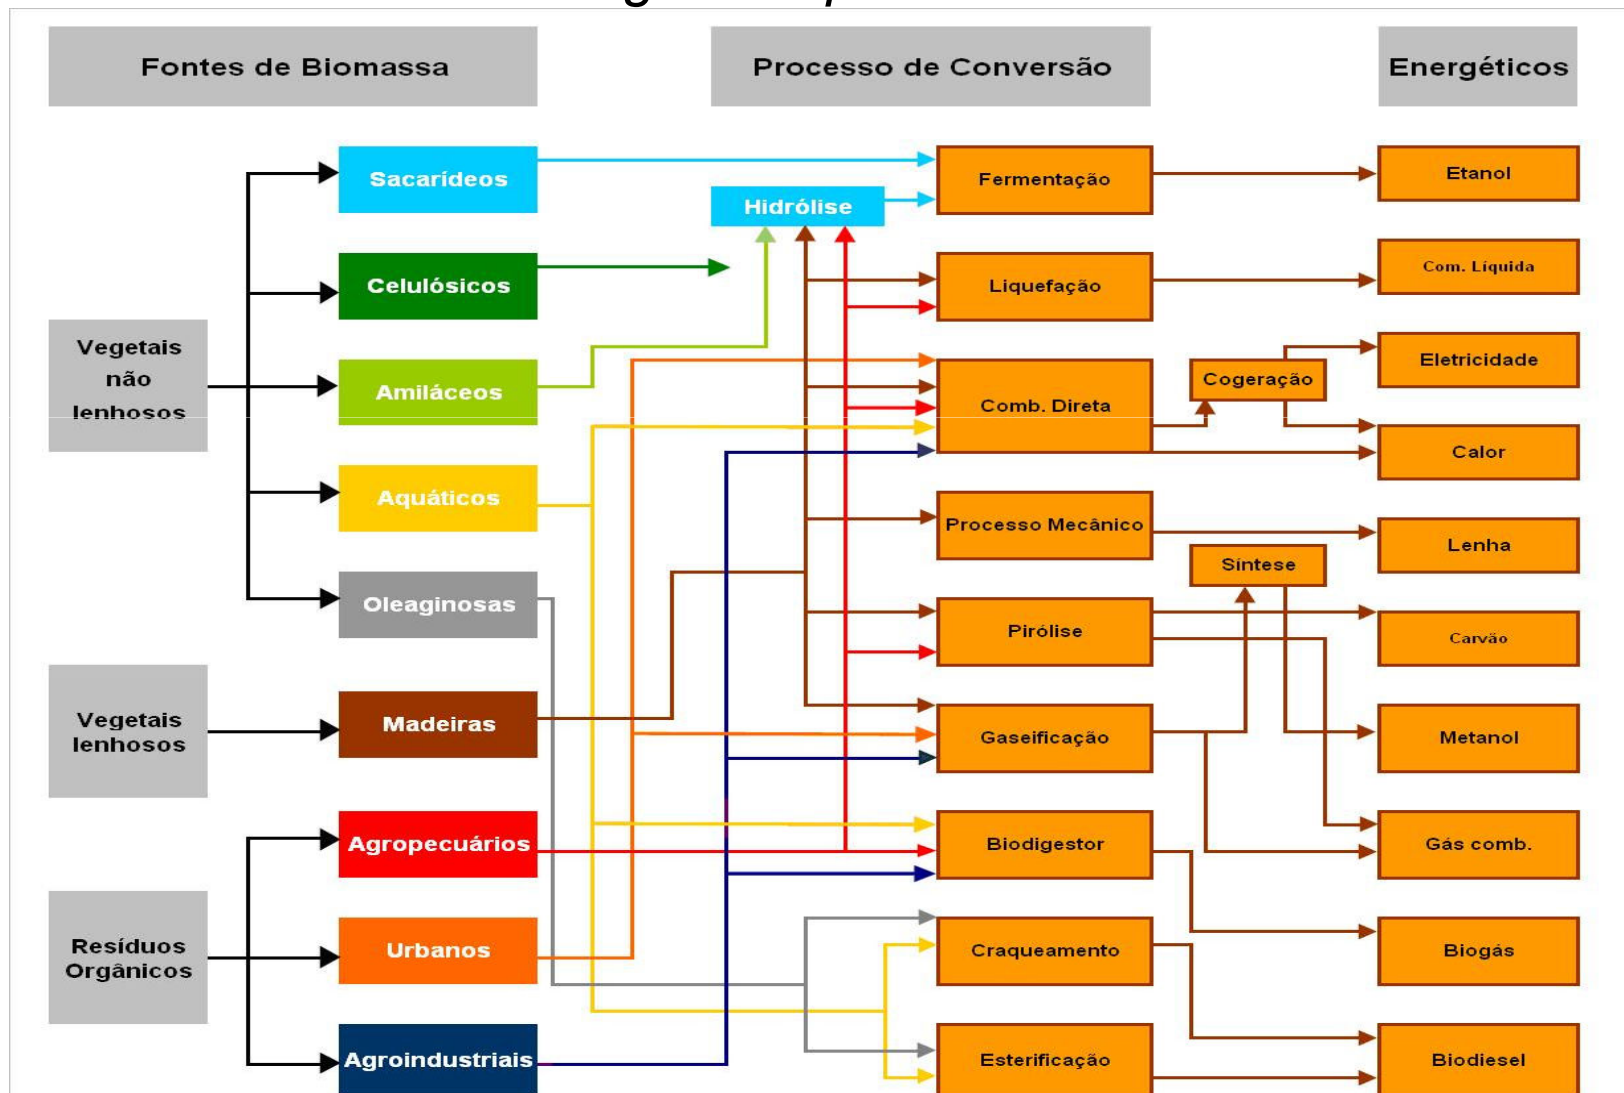 Fontes de Biomassa
Processo de Conversão
Energéticos
Vegetais
não
lenhosos
Vegetais
lenhosos
Resíduos
Orgânicos
Sacarídeos
Celulósicos
Amiláceos
Aquáticos
Oleaginosas
Madeiras
Agropecuários
Urbanos
Agroindustriais
Hidrólise
Fermentação
Liquefação
Comb. Direta
Processo Mecânico
Pirólise
Gaseificação
Biodigestor
Craqueamento
Esterificação
Cogeração
Síntese
Etanol
Com. Líquida
Eletricidade
Calor
Lenha
Carvão
Metanol
Gás comb.
Biogás
Biodiesel